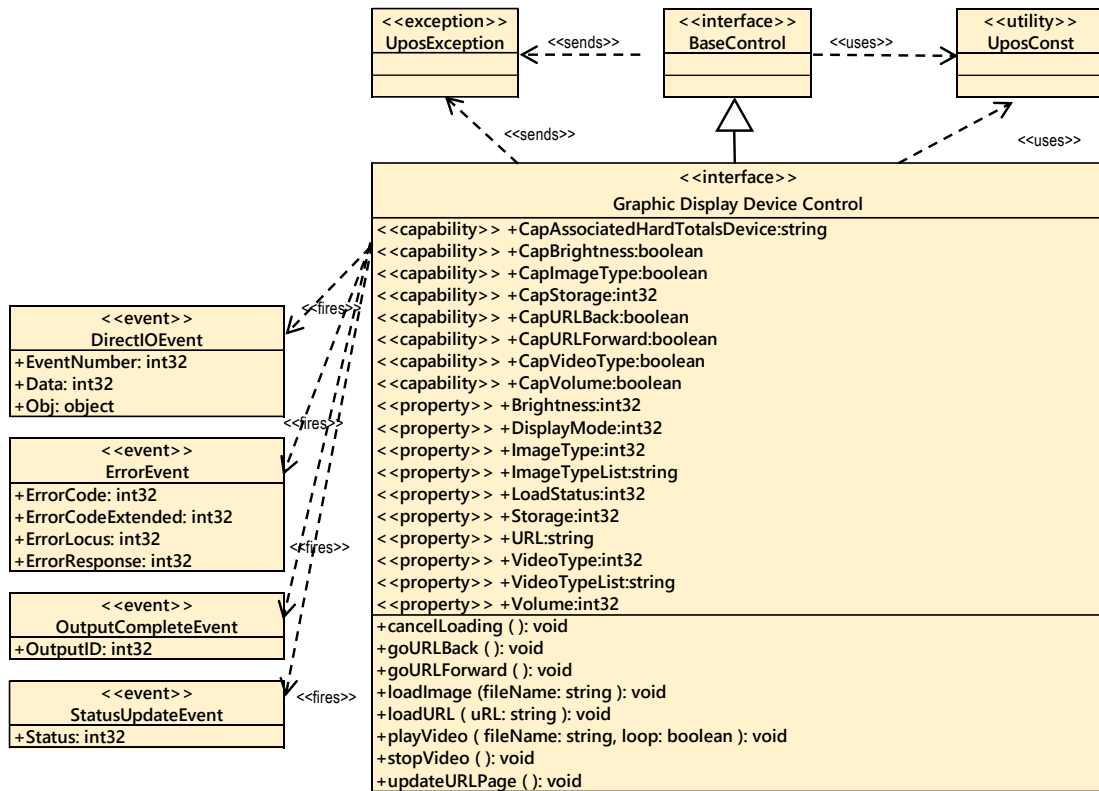 <<exception>>
UposException
<<sends>>
<<interface>>
BaseControl
<<uses>>
<<utility>>
UposConst
<<sends>>
<<uses>>
<<interface>>
Graphic Display Device Control
<<capability>> +CapAssociatedHardTotalsDevice:string
<<capability>> +CapBrightness:boolean
<<capability>> +CapImageType:boolean
<<capability>> +CapStorage:int32
<<capability>> +CapURLBack:boolean
<<capability>> +CapURLForward:boolean
<<capability>> +CapVideoType:boolean
<<capability>> +CapVolume:boolean
<<property>> +Brightness:int32
<<property>> +DisplayMode:int32
<<property>> +ImageType:int32
<<property>> +ImageTypeList:string
<<property>> +LoadStatus:int32
<<property>> +Storage:int32
<<property>> +URL:string
<<property>> +VideoType:int32
<<property>> +VideoTypeList:string
<<property>> +Volume:int32
+cancelLoading ( ): void
+goURLBack ( ): void
+goURLForward ( ): void
+loadImage (fileName: string ): void
+loadURL ( uRL: string ): void
+playVideo ( fileName: string, loop: boolean ): void
+stopVideo ( ): void
+updateURLPage ( ): void
<<fires>>
<<event>>
DirectIOEvent
+EventNumber: int32
+Data: int32
+Obj: object
<<fires>>
<<event>>
ErrorEvent
+ErrorCode: int32
+ErrorCodeExtended: int32
+ErrorLocus: int32
+ErrorResponse: int32
<<fires>>
<<event>>
OutputCompleteEvent
+OutputID: int32
<<fires>>
<<event>>
StatusUpdateEvent
+Status: int32